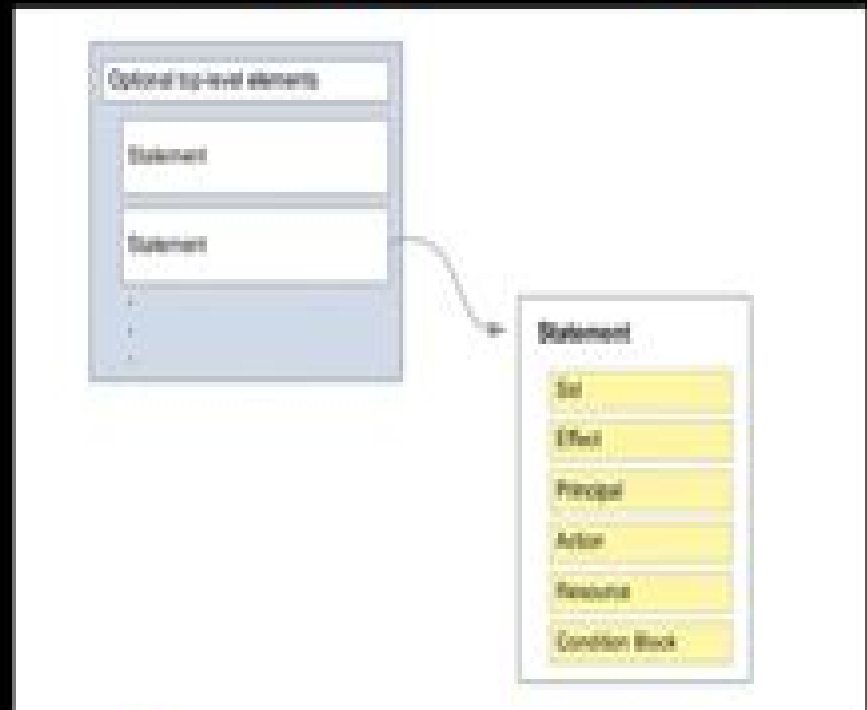 Optional top-level elements
Statement
Statement
Statement
Sid
Effect
Principal
Action
Resource
Condition Block